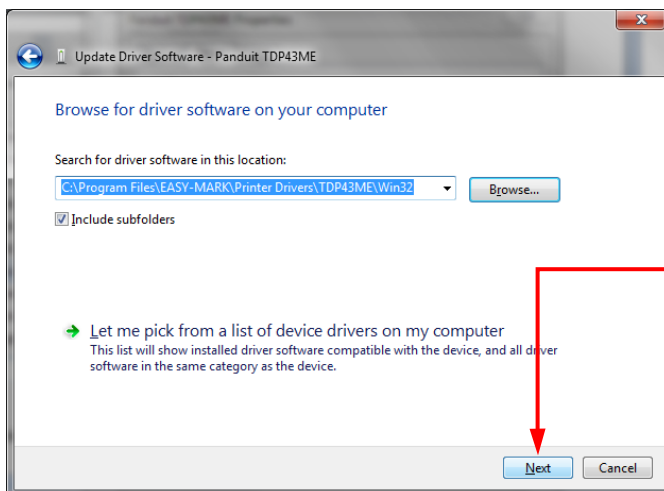 Panduit TDP43ME Properties
Update Driver Software - Panduit TDP43ME
Browse for driver software on your computer
Search for driver software in this location:
C:\Program Files\EASY-MARK\Printer Drivers\TDP43ME\Win32
Browse...
Include subfolders
Let me pick from a list of device drivers on my computer
This list will show installed driver software compatible with the device, and all driver
software in the same category as the device.
Next
Cancel